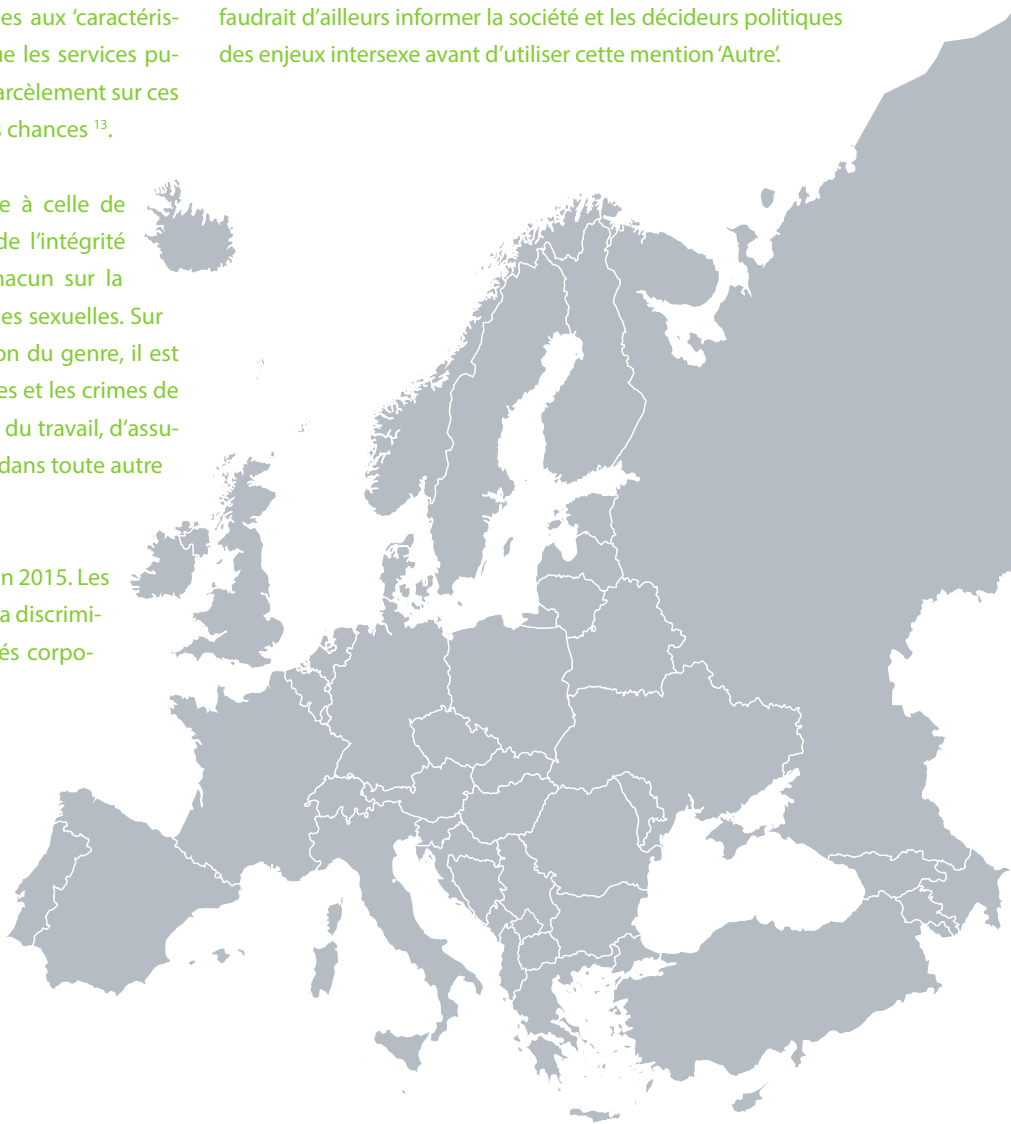 es aux ‘caractéris-
ue les services pu-
arcèlement sur ces
s chances 13.
e à celle de
de l’intégrité
hacun sur la
es sexuelles. Sur
on du genre, il est
es et les crimes de
du travail, d’assu-
dans toute autre
n 2015. Les
a discrimi-
és corpo-
faudrait d’ailleurs informer la société et les décideurs politiques
des enjeux intersexe avant d’utiliser cette mention ‘Autre’.